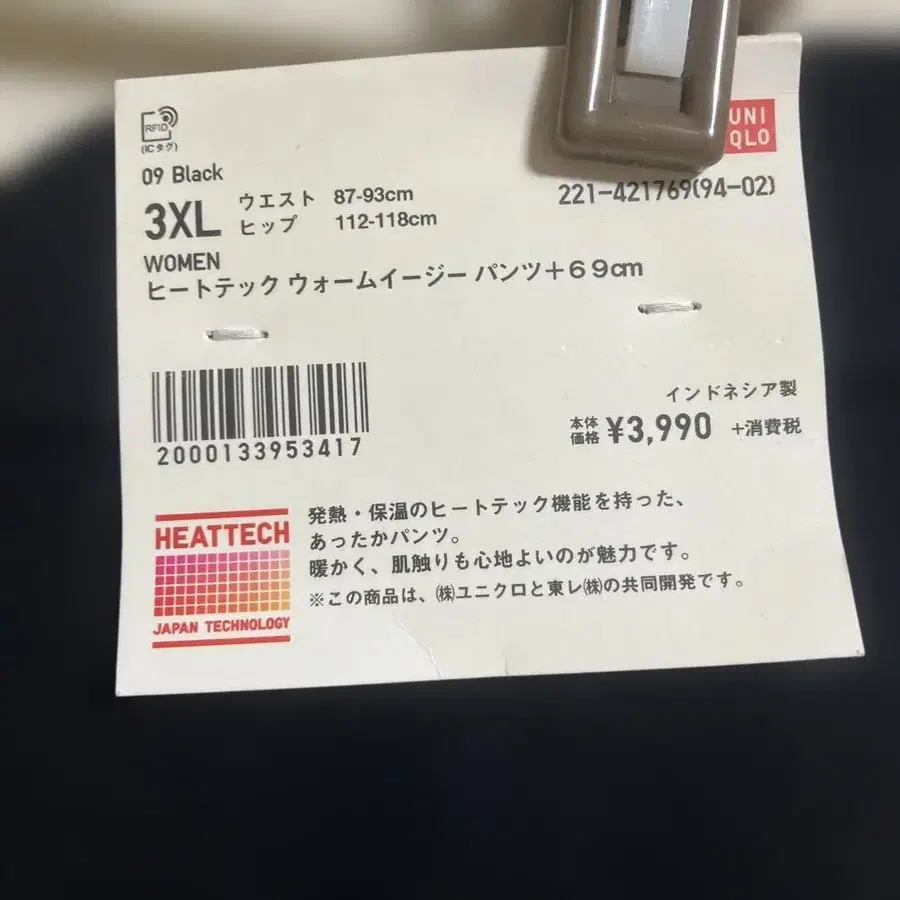 RFID
(ICタグ)
UNI
QLO
09 Black
221-421769(94-02)
3XL
ウエスト 87-93cm
ヒップ 112-118cm
WOMEN
ヒートテック ウォームイージー パンツ＋６９cm
2000133953417
インドネシア製
本体
価格 ¥3,990 +消費税
HEATTECH
JAPAN TECHNOLOGY
発熱・保温のヒートテック機能を持った、
あったかパンツ。
暖かく、肌触りも心地よいのが魅力です。
※この商品は、㈱ユニクロと東レ㈱の共同開発です。